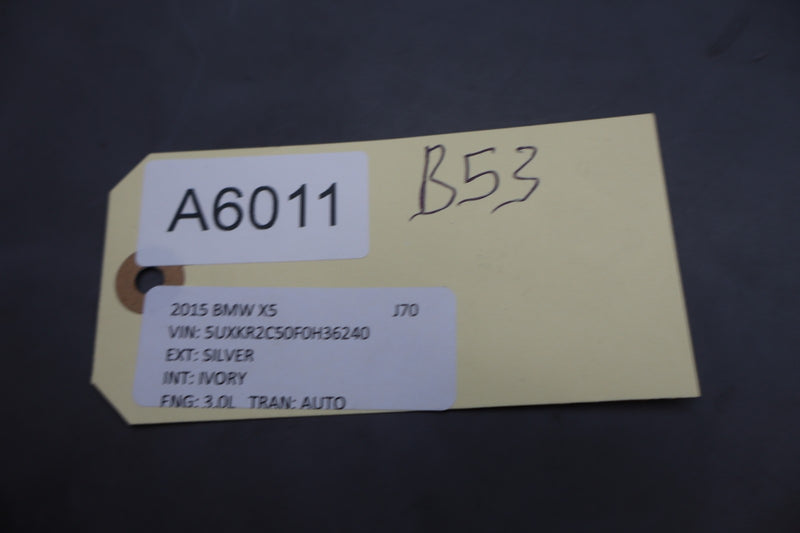 A6011
B53
2015 BMW X5 J70
VIN: 5UXKR2C50F0H36240
EXT: SILVER
INT: IVORY
ENG: 3.0L TRAN: AUTO